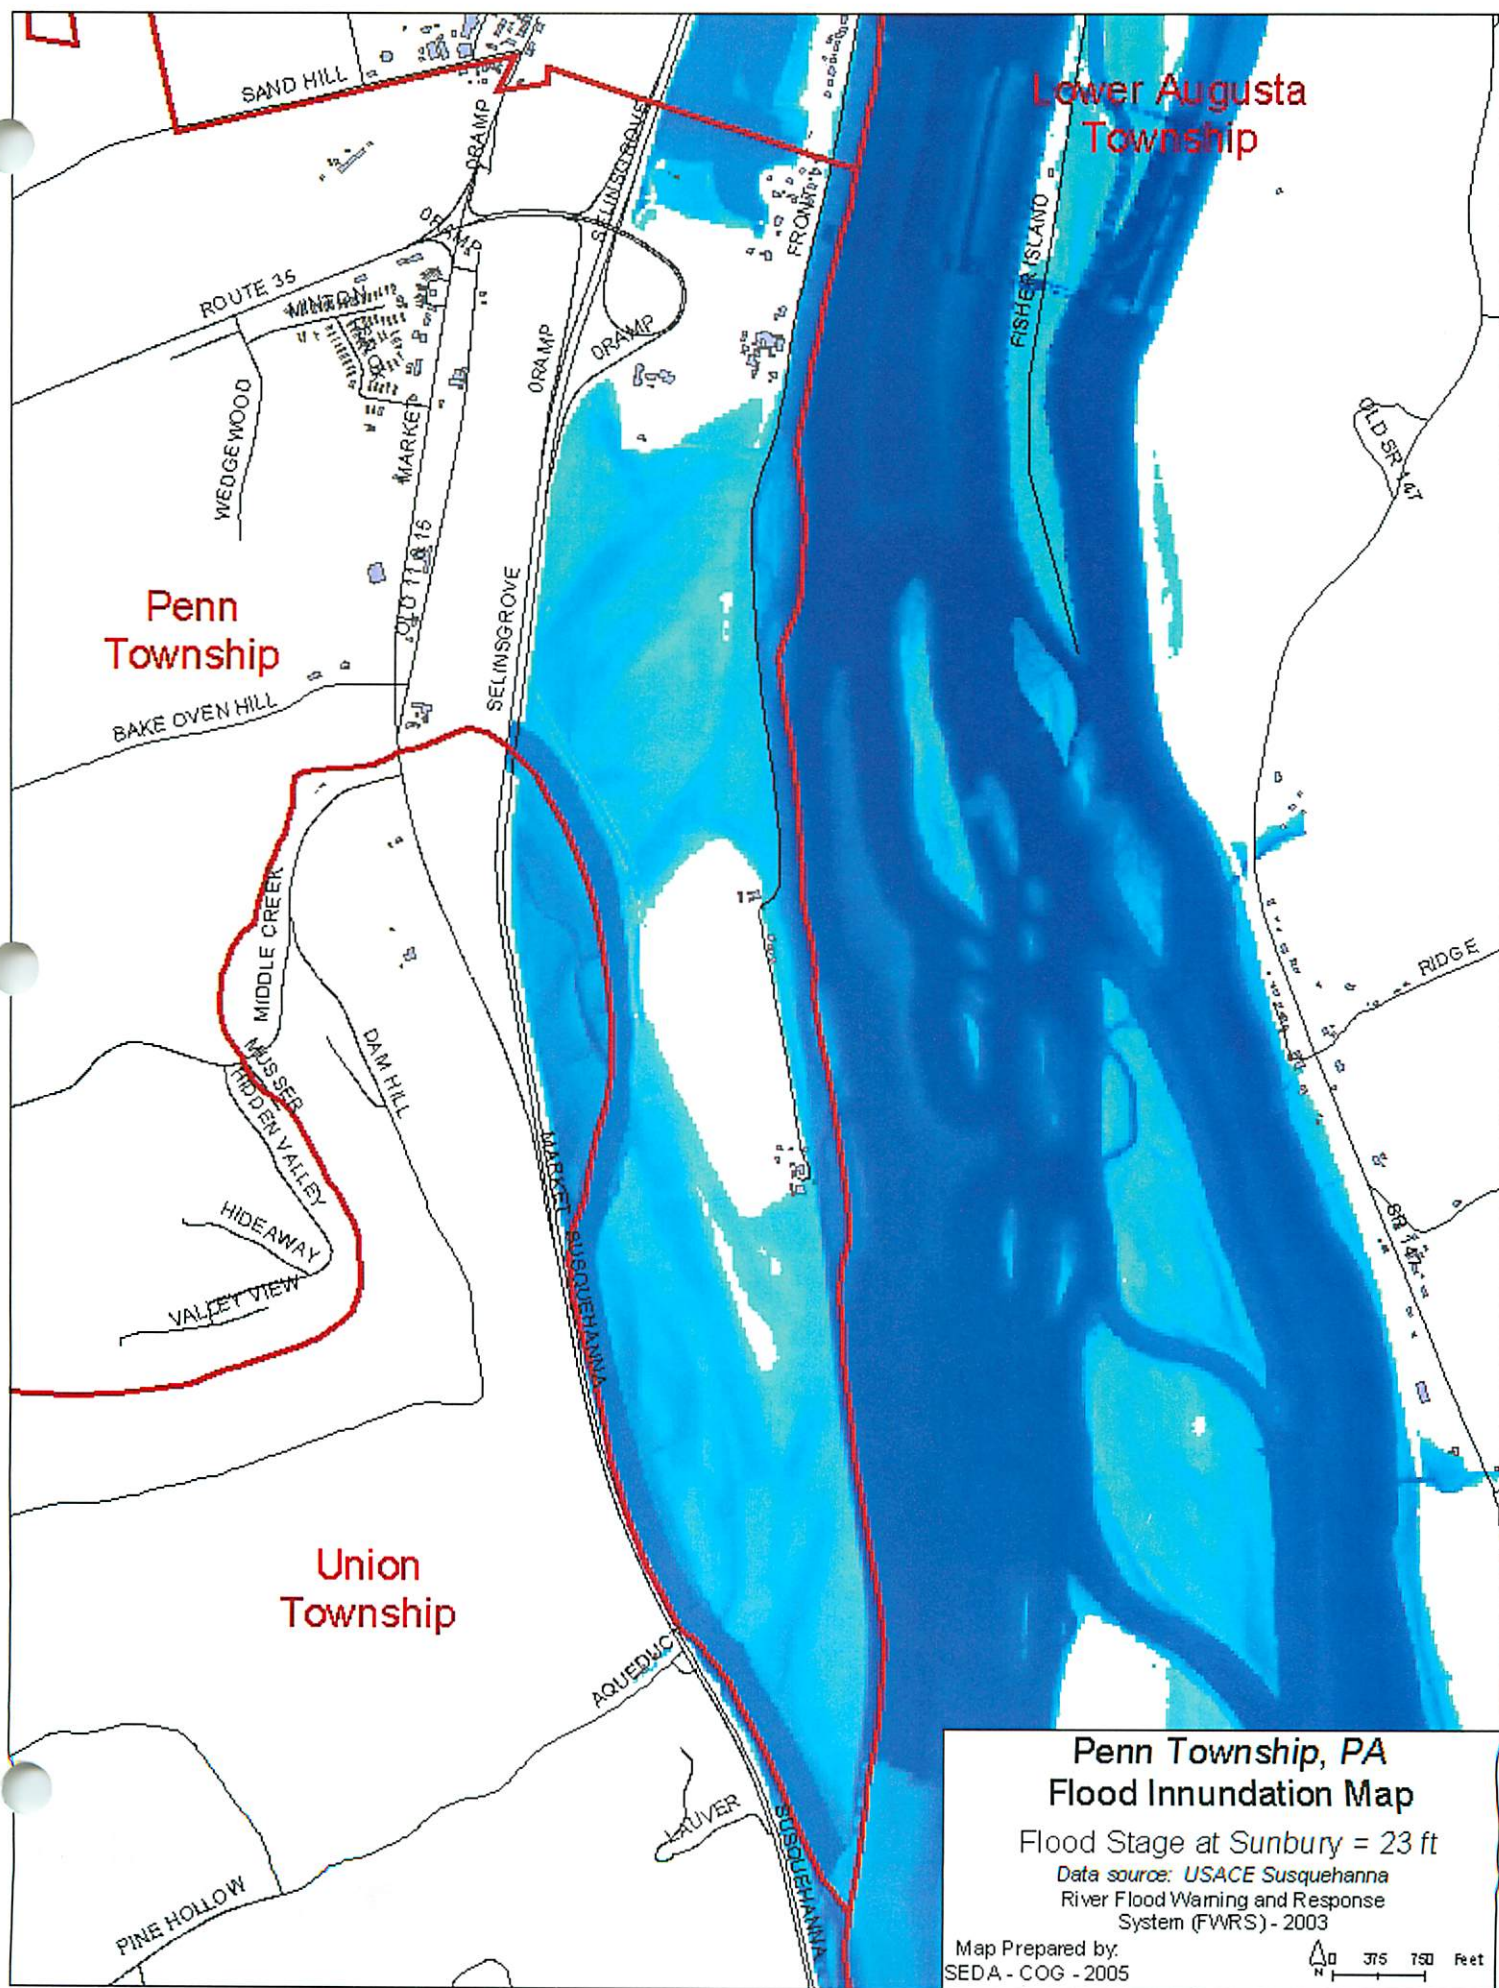 Lower Augusta
Township
SAND HILL
ORAMP
SELINSGROVE
FRONT
ORAMP
FISHER ISLAND
ROUTE 35
MINTON
ORAMP
ORAMP
WEDGEWOOD
MARKET
OLD SR 147
OLD 11 & 15
SELINSGROVE
Penn
Township
BAKE OVEN HILL
MIDDLE CREEK
RIDGE
DAM HILL
MUSSER
HIDDEN VALLEY
MARKET
HIDEAWAY
SUSQUEHANNA
SR 147
VALLEY VIEW
Union
Township
AQUEDUCT
LAUVER
SUSQUEHANNA
PINE HOLLOW
Penn Township, PA
Flood Innundation Map
Flood Stage at Sunbury = 23 ft
Data source: USACE Susquehanna
River Flood Warning and Response
System (FWRS) - 2003
Map Prepared by:
SEDA - COG - 2005
N
0 375 750 Feet